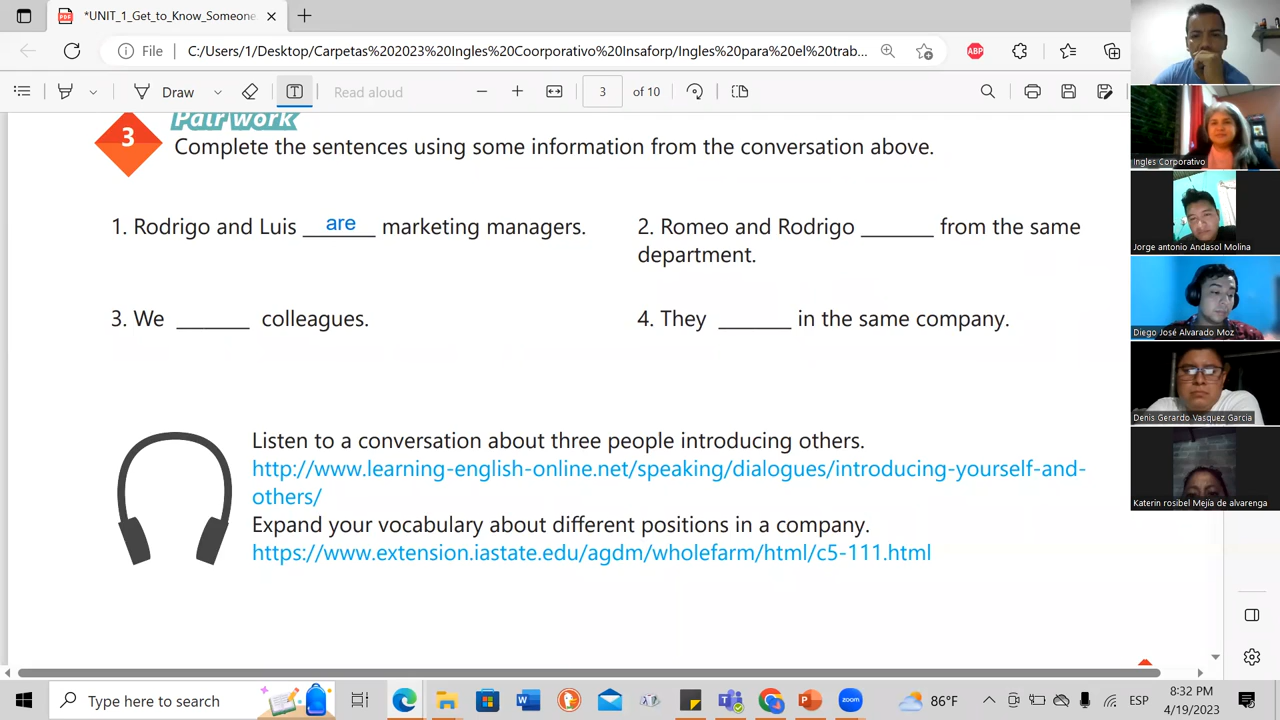 *UNIT_1_Get_to_Know_Someone.
File
C:/Users/1/Desktop/Carpetas%202023%20Ingles%20Coorporativo%20Insaforp/Ingles%20para%20el%20trab...
ABP
Draw
Read aloud
3
of 10
3
Pair work
Complete the sentences using some information from the conversation above.
1. Rodrigo and Luis are marketing managers.
2. Romeo and Rodrigo _______ from the same
department.
3. We _______ colleagues.
4. They _______ in the same company.
Listen to a conversation about three people introducing others.
http://www.learning-english-online.net/speaking/dialogues/introducing-yourself-and-
others/
Expand your vocabulary about different positions in a company.
https://www.extension.iastate.edu/agdm/wholefarm/html/c5-111.html
Ingles Corporativo
Jorge antonio Andasol Molina
Diego José Alvarado Moz
Denis Gerardo Vasquez Garcia
Katerin rosibel Mejía de alvarenga
Type here to search
zoom
86°F
ESP
8:32 PM
4/19/2023